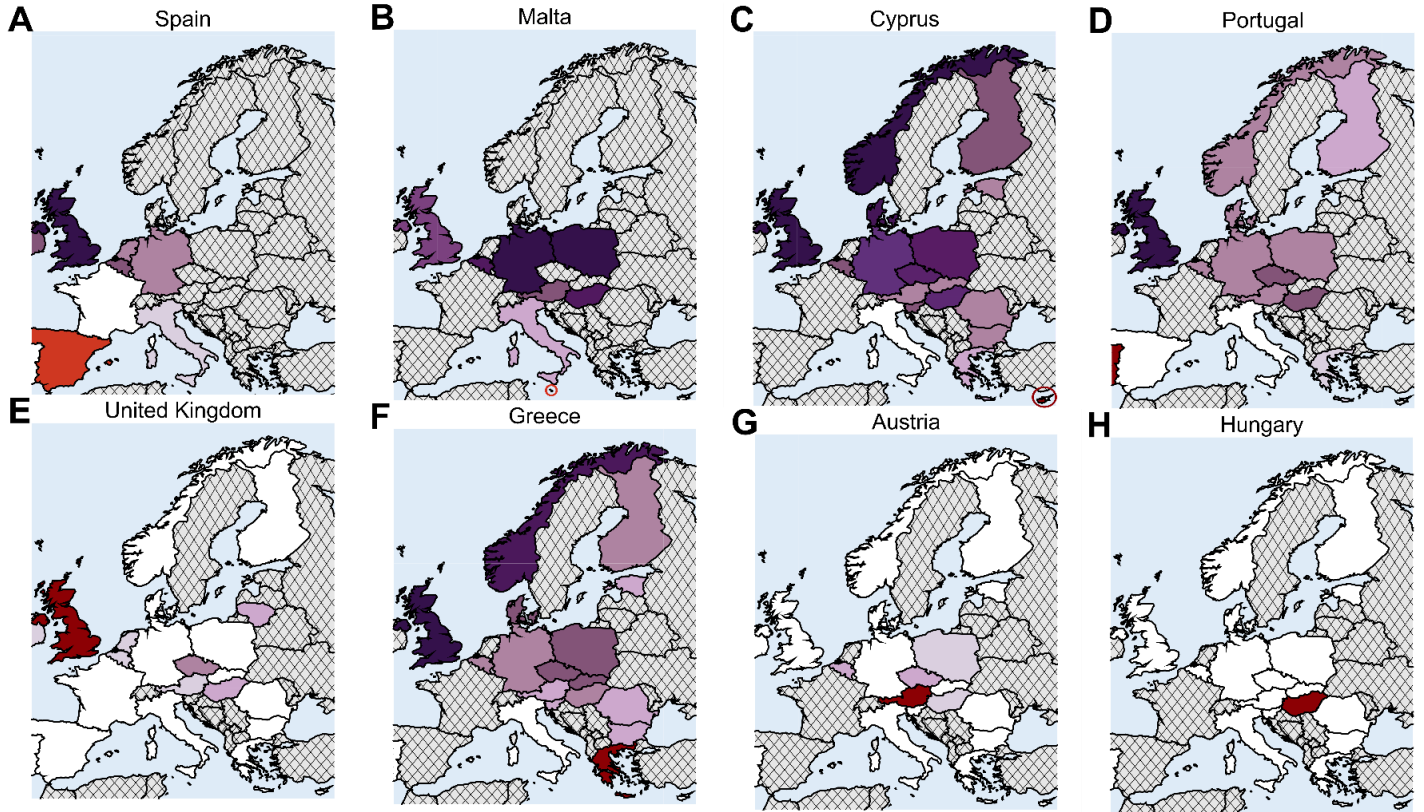 A Spain
B Malta
C Cyprus
D Portugal
E United Kingdom
F Greece
G Austria
H Hungary